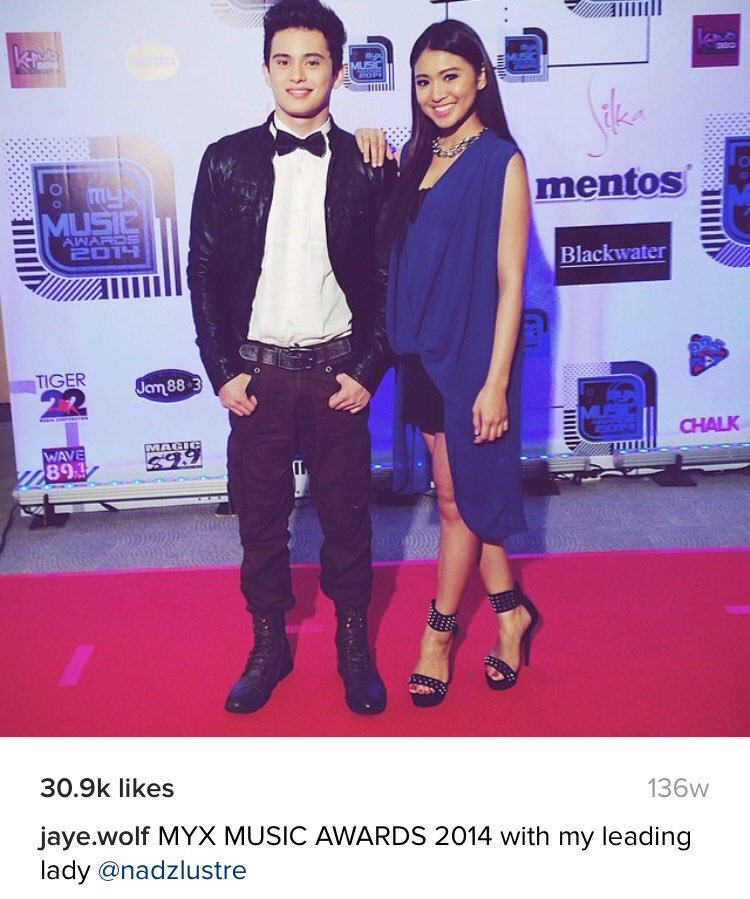 myx
MUSIC
AWARDS
2014
Silka
mentos
Blackwater
TIGER
22
Jam 88.3
WAVE
89.1
MAGIC
89.9
MUSIC
CHALK
30.9k likes
136w
jaye.wolf MYX MUSIC AWARDS 2014 with my leading
lady @nadzlustre